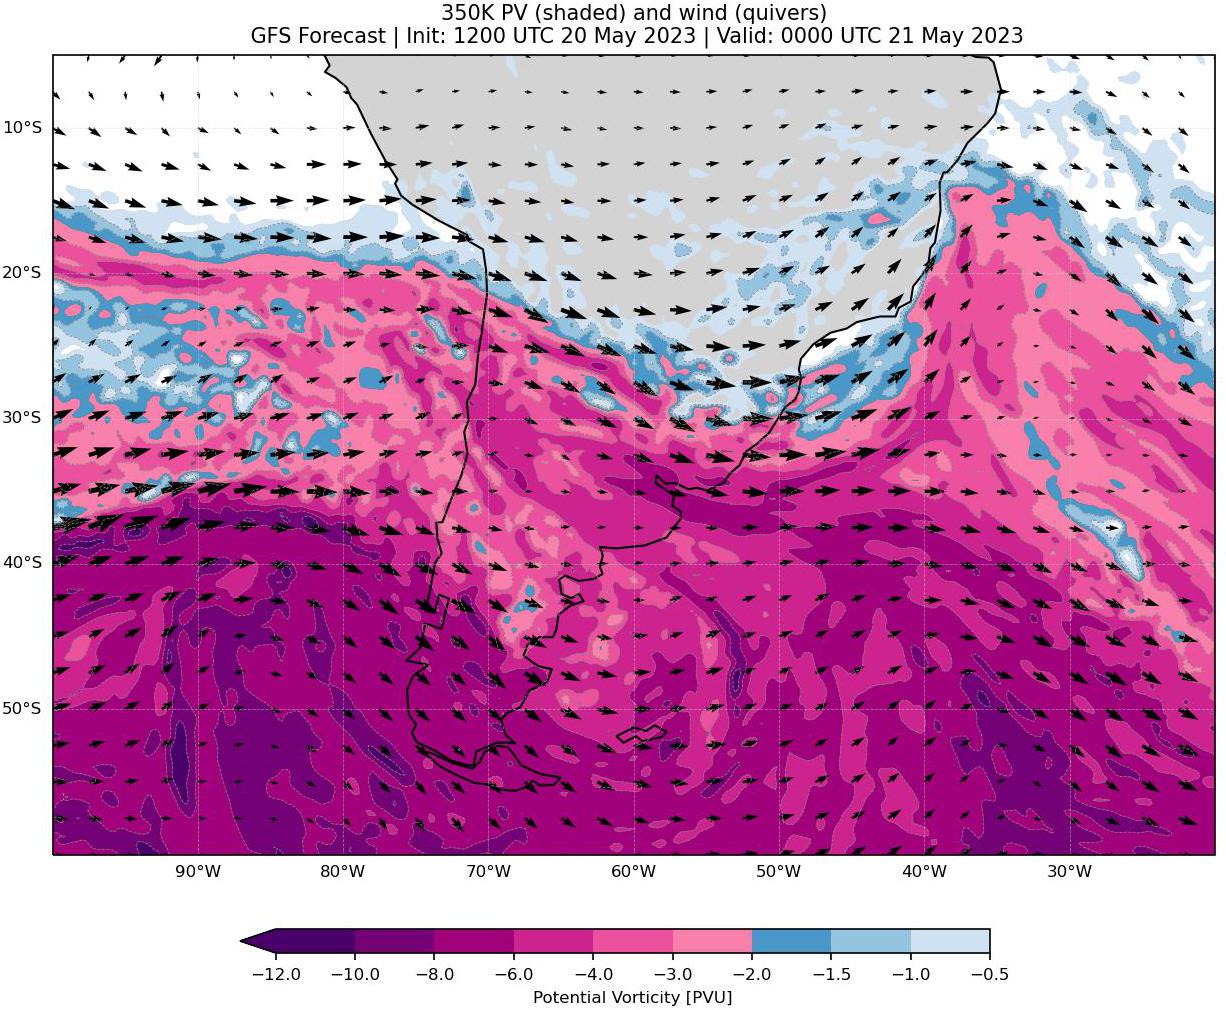 350K PV (shaded) and wind (quivers)
GFS Forecast | Init: 1200 UTC 20 May 2023 | Valid: 0000 UTC 21 May 2023
10°S
20°S
30°S
40°S
50°S
90°W 80°W 70°W 60°W 50°W 40°W 30°W
−12.0 −10.0 −8.0 −6.0 −4.0 −3.0 −2.0 −1.5 −1.0 −0.5
Potential Vorticity [PVU]